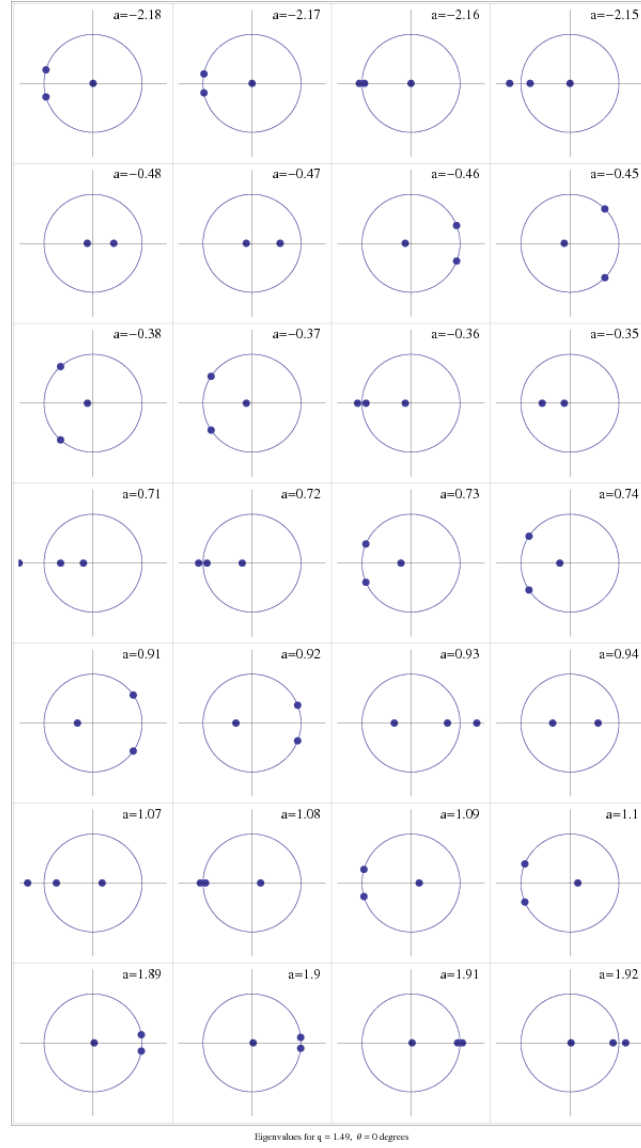 a=−2.18 a=−2.17 a=−2.16 a=−2.15
a=−0.48 a=−0.47 a=−0.46 a=−0.45
a=−0.38 a=−0.37 a=−0.36 a=−0.35
a=0.71 a=0.72 a=0.73 a=0.74
a=0.91 a=0.92 a=0.93 a=0.94
a=1.07 a=1.08 a=1.09 a=1.1
a=1.89 a=1.9 a=1.91 a=1.92
Eigenvalues for q = 1.49, θ = 0 degrees